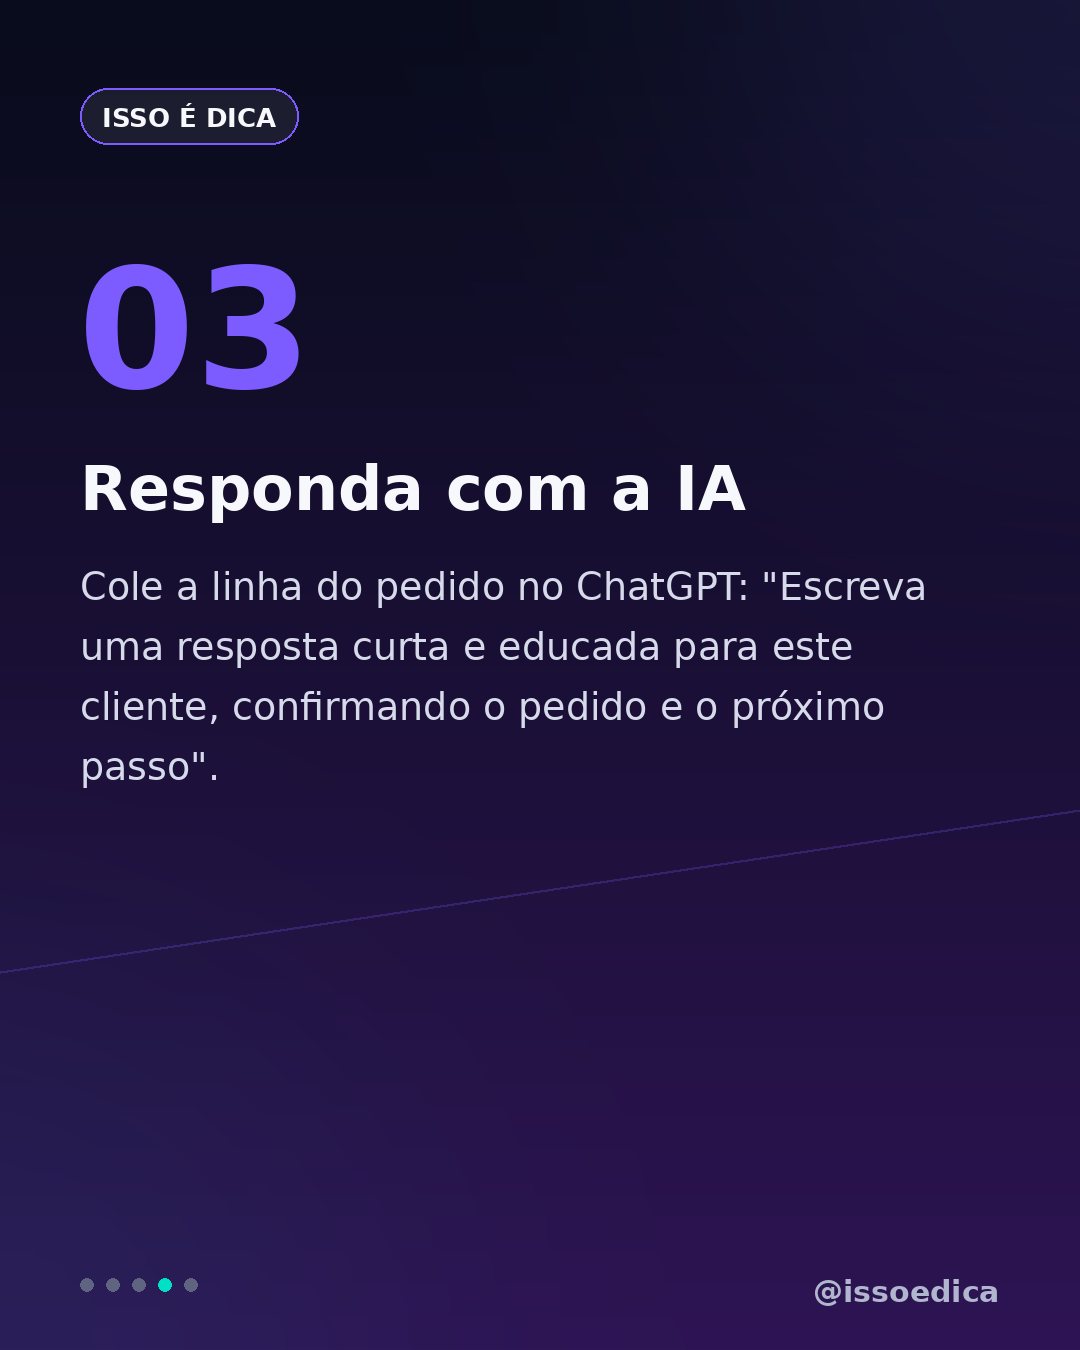 ISSO É DICA
03
Responda com a IA
Cole a linha do pedido no ChatGPT: "Escreva
uma resposta curta e educada para este
cliente, confirmando o pedido e o próximo
passo".
@issoedica